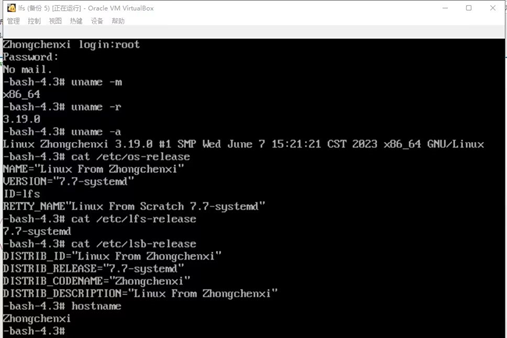 lfs (备份 5) [正在运行] - Oracle VM VirtualBox
管理 控制 视图 热键 设备 帮助
Zhongchenxi login:root
Password:
No mail.
-bash-4.3# uname -m
x86_64
-bash-4.3# uname -r
3.19.0
-bash-4.3# uname -a
Linux Zhongchenxi 3.19.0 #1 SMP Wed June 7 15:21:21 CST 2023 x86_64 GNU/Linux
-bash-4.3# cat /etc/os-release
NAME="Linux From Zhongchenxi"
VERSION="7.7-systemd"
ID=lfs
RETTY_NAME"Linux From Scratch 7.7-systemd"
-bash-4.3# cat /etc/lfs-release
7.7-systemd
-bash-4.3# cat /etc/lsb-release
DISTRIB_ID="Linux From Zhongchenxi"
DISTRIB_RELEASE="7.7-systemd"
DISTRIB_CODENAME="Zhongchenxi"
DISTRIB_DESCRIPTION="Linux From Zhongchenxi"
-bash-4.3# hostname
Zhongchenxi
-bash-4.3#